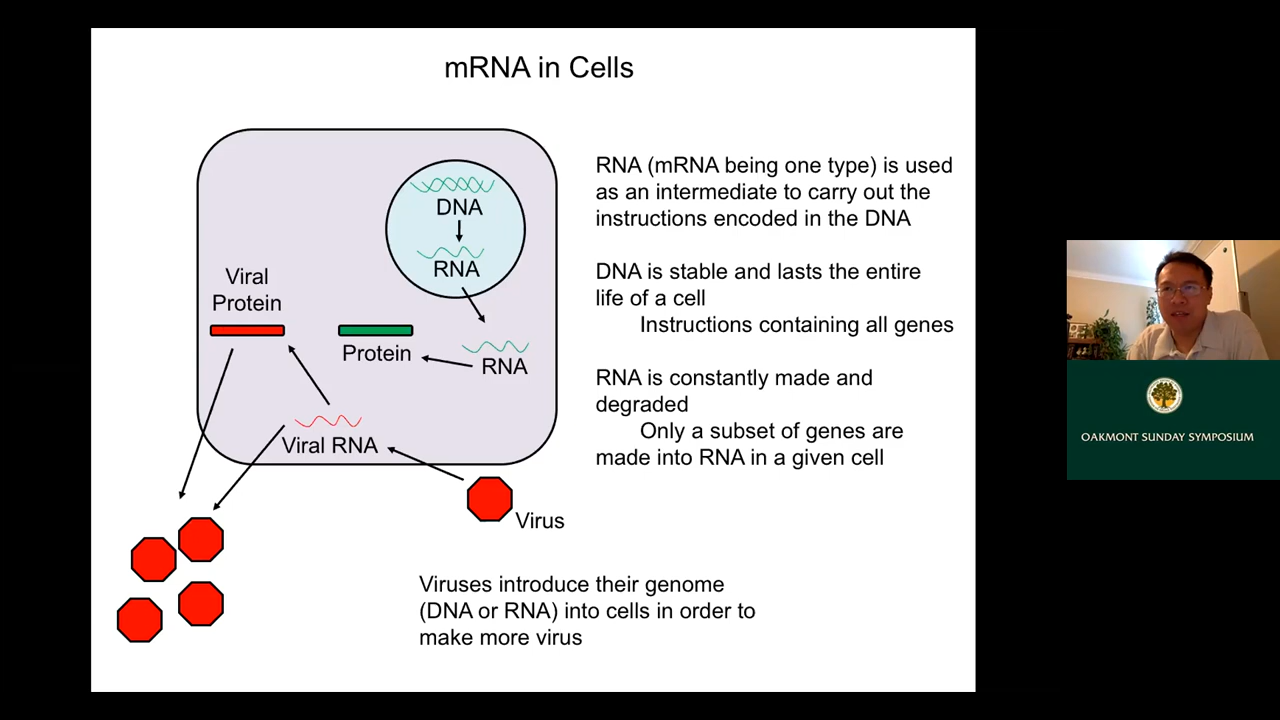 mRNA in Cells
DNA
RNA
Viral
Protein
Protein
RNA
Viral RNA
Virus
RNA (mRNA being one type) is used
as an intermediate to carry out the
instructions encoded in the DNA
DNA is stable and lasts the entire
life of a cell
Instructions containing all genes
RNA is constantly made and
degraded
Only a subset of genes are
made into RNA in a given cell
Viruses introduce their genome
(DNA or RNA) into cells in order to
make more virus
OAKMONT SUNDAY SYMPOSIUM